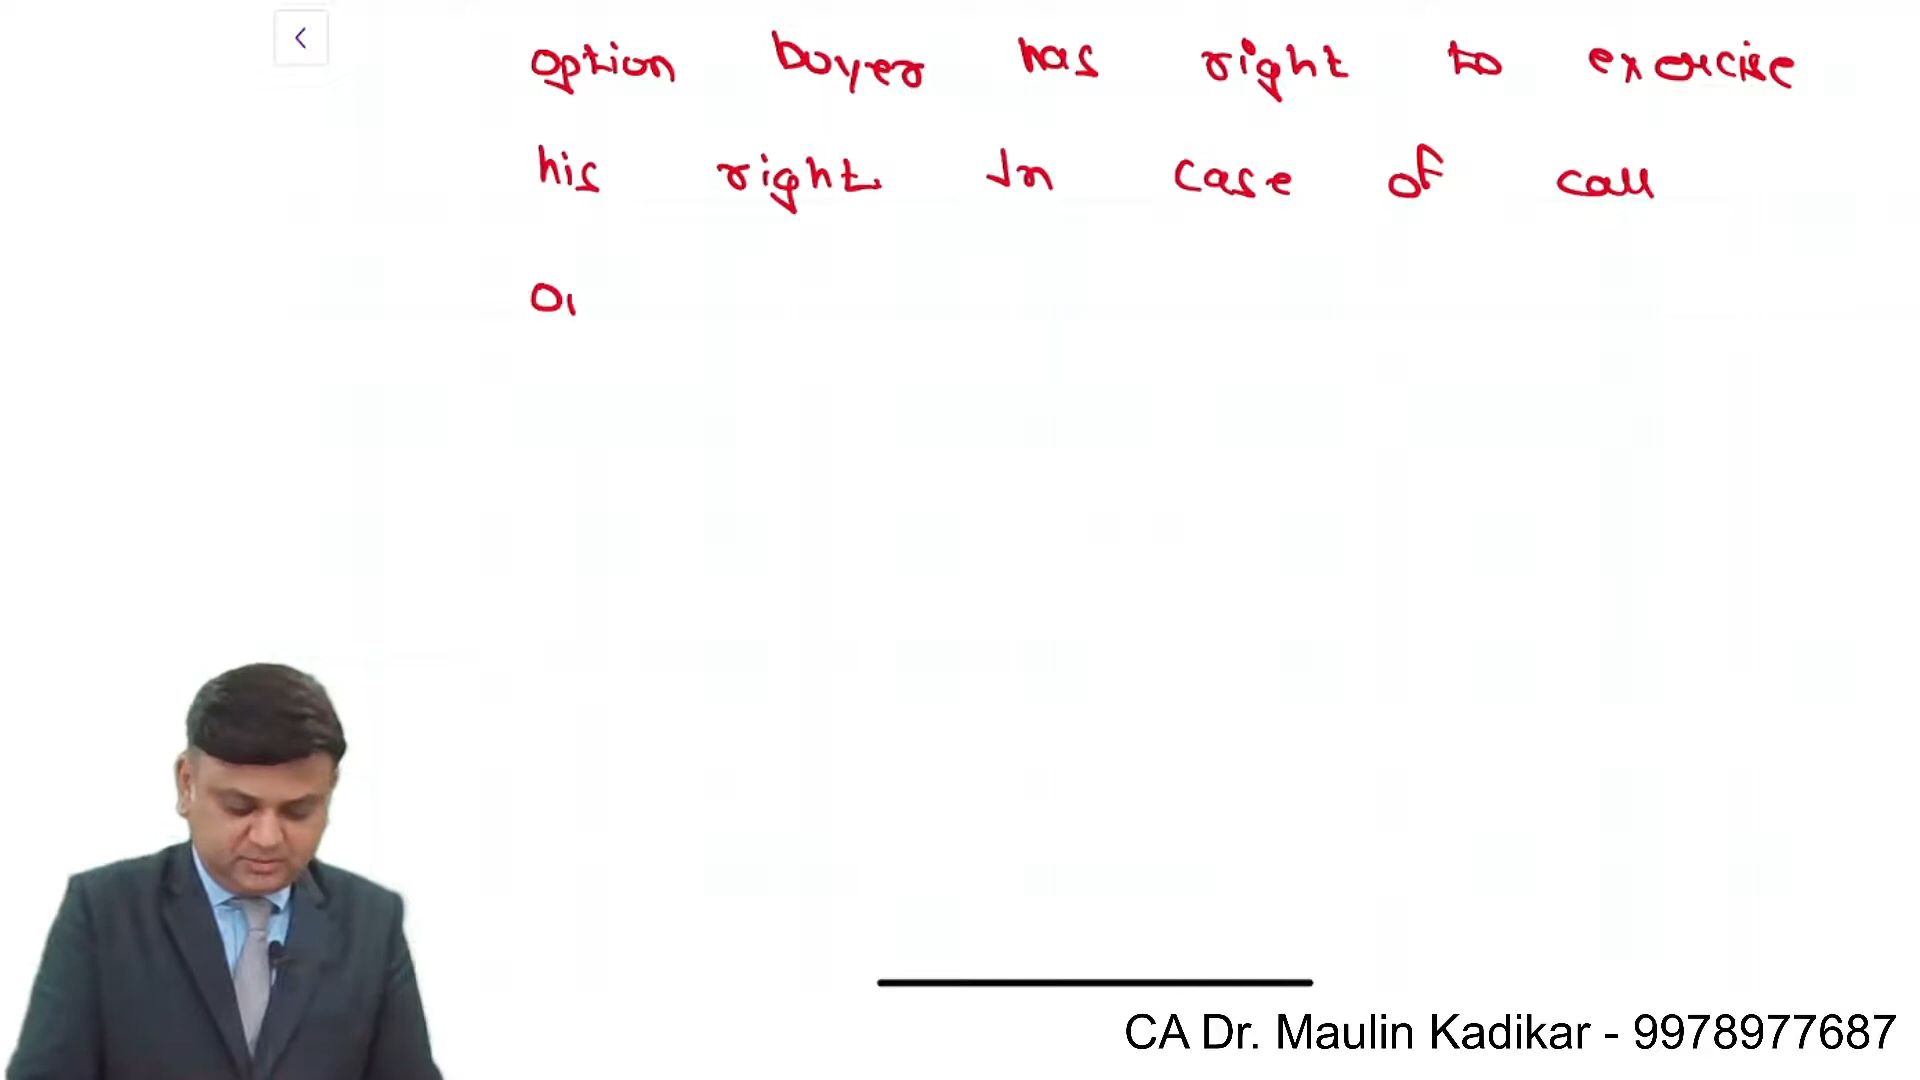 option buyer has right to exercise
his right. In case of call
CA Dr. Maulin Kadikar - 9978977687